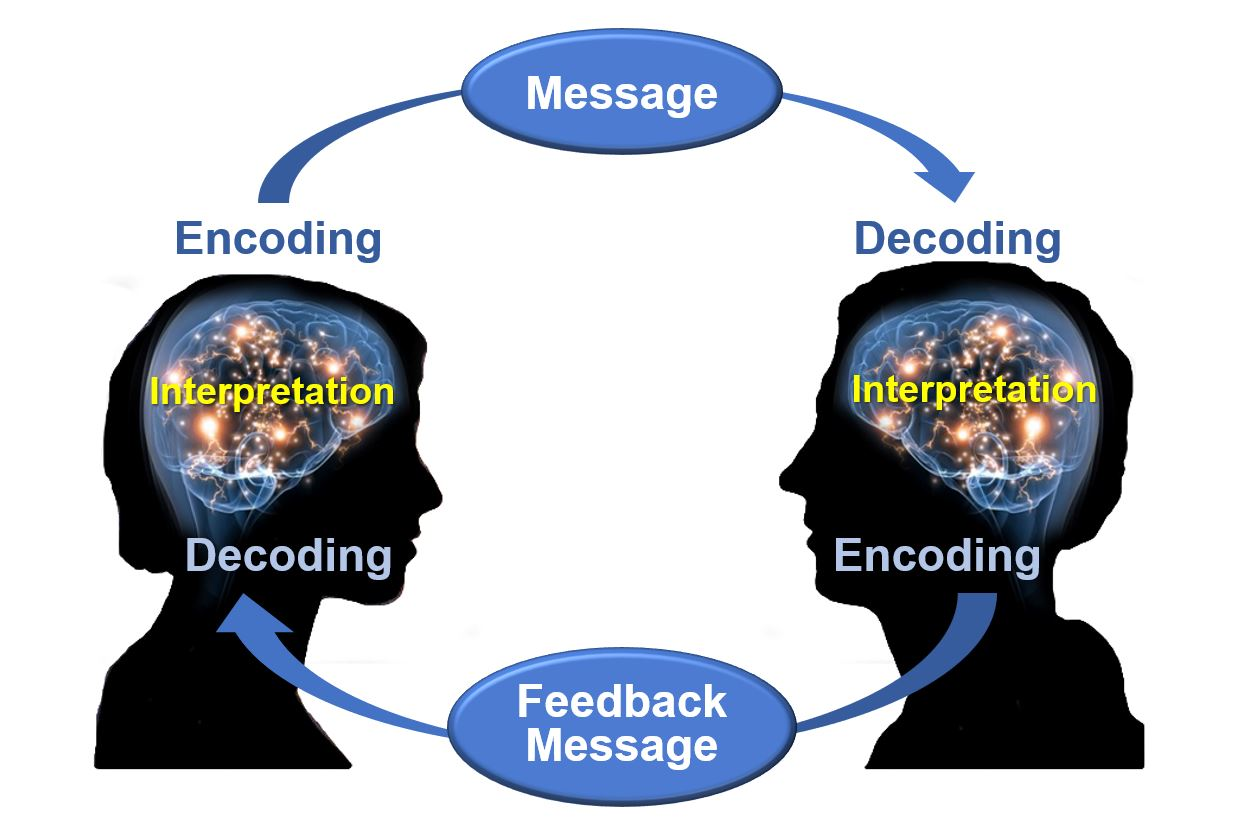 Message
Encoding
Decoding
Interpretation
Interpretation
Decoding
Encoding
Feedback
Message